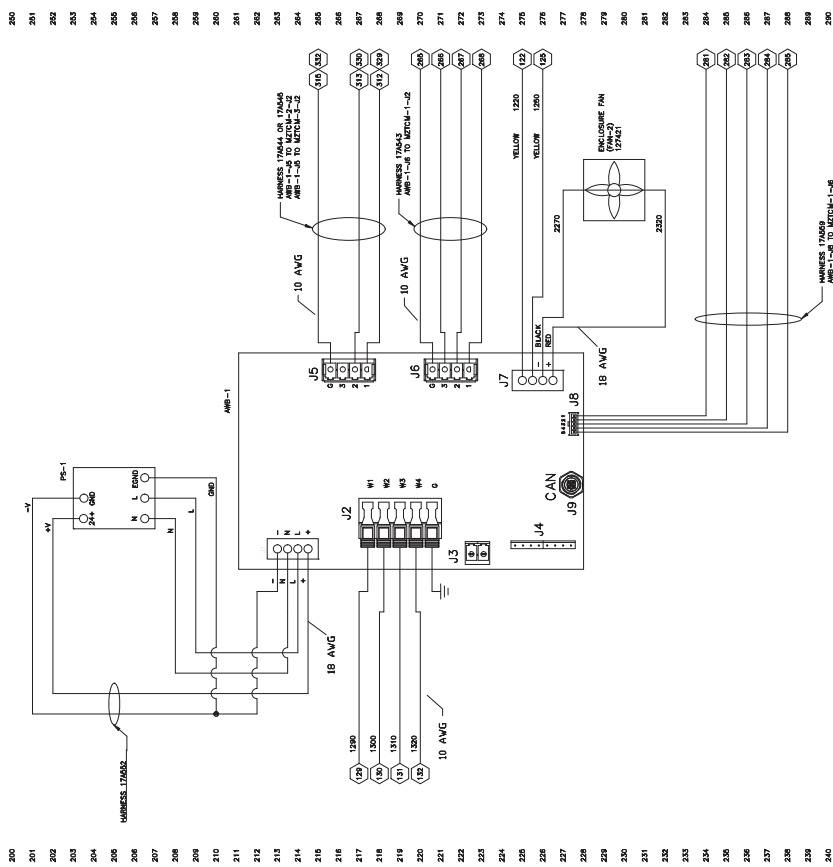 250 251 252 253 254 255 256 257 258 259 260 261 262 263 264 265 266 267 268 269 270 271 272 273 274 275 276 277 278 279 280 281 282 283 284 285 286 287 288 289 290
332 330 329
315 313 312
265 266 267 268
122 125
281 282 283 284 285
HARNESS 17A544 OR 17A545
AWB-1-J5 TO MZTCM-2-J2
AWB-1-J5 TO MZTCM-3-J2
HARNESS 17A543
AWB-1-J6 TO MZTCM-1-J2
YELLOW 1220
YELLOW 1250
ENCLOSURE FAN
(FAN-2)
127421
2270
2320
HARNESS 17A559
AWB-1-J8 TO MZTCM-1-J6
10 AWG
10 AWG
BLACK
RED
18 AWG
AWB-1
J5
G 3 2 1
J6
G 3 2 1
J7
- +
J8
CAN
J9
J4
J3
J2
W1
W2
W3
W4
G
PS-1
GND
24+
EGND
L
N
-V
+V
GND
L
N
- N L +
- N L +
18 AWG
HARNESS 17A552
1290
1300
1310
1320
129 130 131 132
10 AWG
200 201 202 203 204 205 206 207 208 209 210 211 212 213 214 215 216 217 218 219 220 221 222 223 224 225 226 227 228 229 230 231 232 233 234 235 236 237 238 239 240